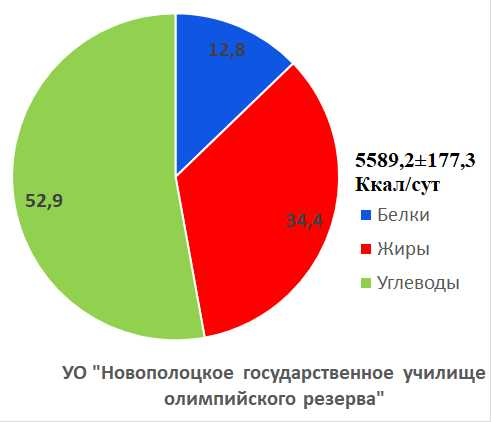 12,8
34,4
52,9
5589,2±177,3
Ккал/сут
Белки
Жиры
Углеводы
УО "Новополоцкое государственное училище
олимпийского резерва"